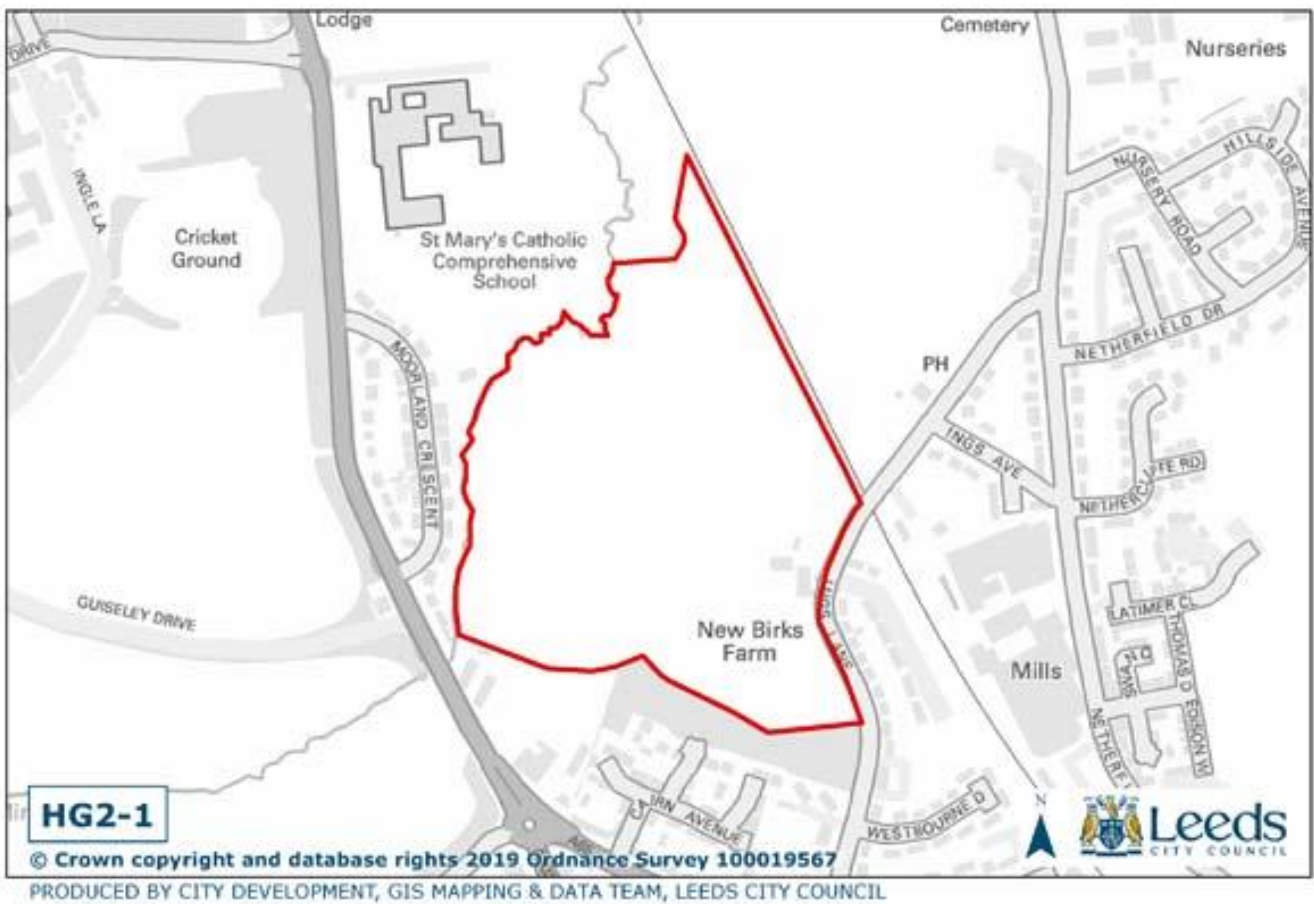 Lodge
Cemetery
Nurseries
DRIVE
HILLSIDE AVENUE
NURSERY ROAD
INGLE LA
Cricket
Ground
St Mary's Catholic
Comprehensive
School
NETHERFIELD DR
MOORLAND CRESCENT
PH
INGS AVE
NETHERCLIFFE RD
GUISELEY DRIVE
LATIMER CL
New Birks
Farm
LANE
THOMAS D EDISON W
Mills
NETHERF
HG2-1
AVENUE
WESTBOURNE D
N
Leeds
CITY COUNCIL
© Crown copyright and database rights 2019 Ordnance Survey 100019567
PRODUCED BY CITY DEVELOPMENT, GIS MAPPING & DATA TEAM, LEEDS CITY COUNCIL